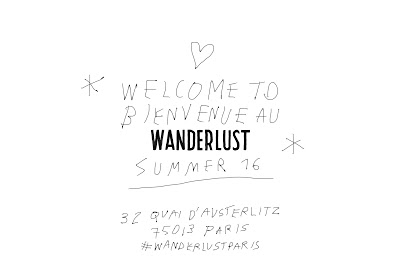 WELCOME TO
BIENVENUE AU
WANDERLUST
SUMMER 16
32 QUAI D'AUSTERLITZ
75013 PARIS
#WANDERLUSTPARIS